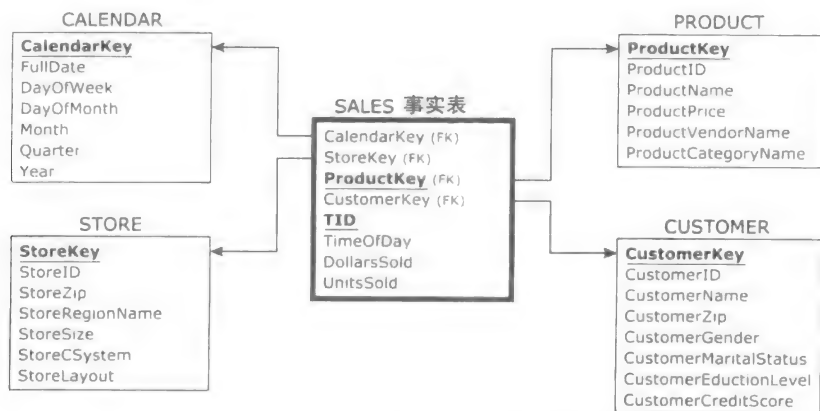 CALENDAR
CalendarKey
FullDate
DayOfWeek
DayOfMonth
Month
Quarter
Year
STORE
StoreKey
StoreID
StoreZip
StoreRegionName
StoreSize
StoreCSystem
StoreLayout
SALES 事实表
CalendarKey (FK)
StoreKey (FK)
ProductKey (FK)
CustomerKey (FK)
TID
TimeOfDay
DollarsSold
UnitsSold
PRODUCT
ProductKey
ProductID
ProductName
ProductPrice
ProductVendorName
ProductCategoryName
CUSTOMER
CustomerKey
CustomerID
CustomerName
CustomerZip
CustomerGender
CustomerMaritalStatus
CustomerEductionLevel
CustomerCreditScore